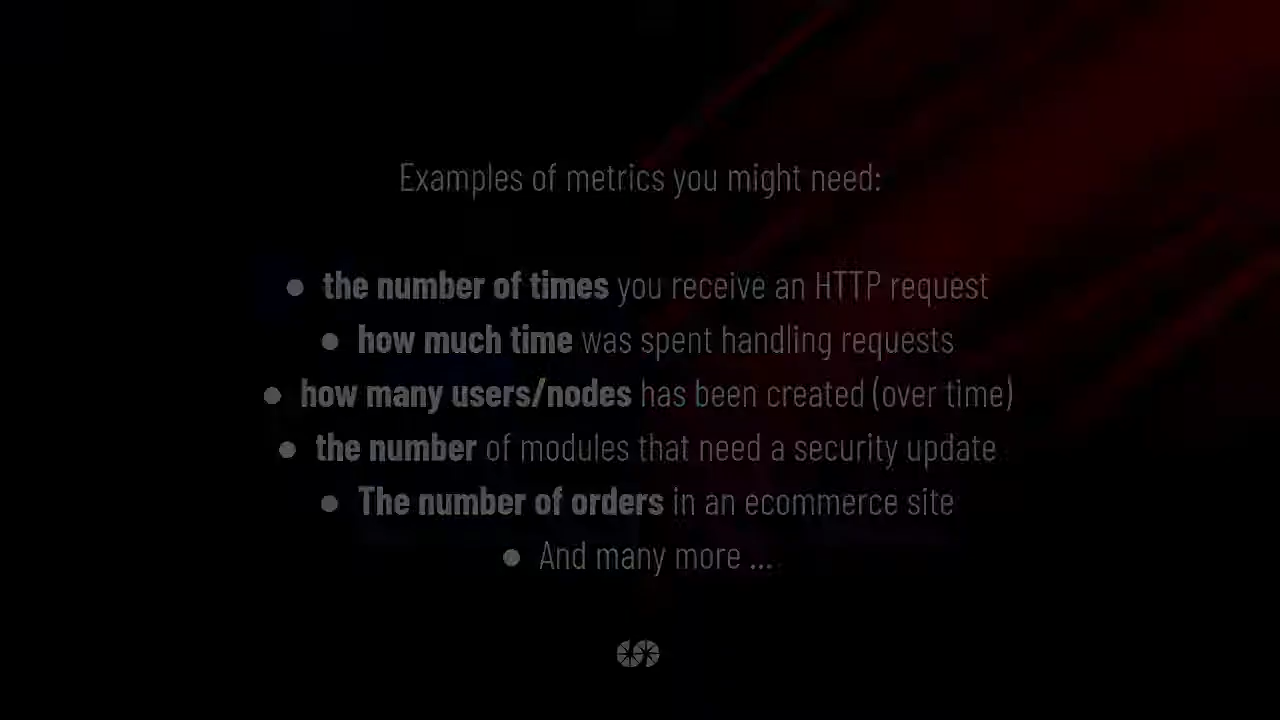 Examples of metrics you might need:
● the number of times you receive an HTTP request
● how much time was spent handling requests
● how many users/nodes has been created (over time)
● the number of modules that need a security update
● The number of orders in an ecommerce site
● And many more ...